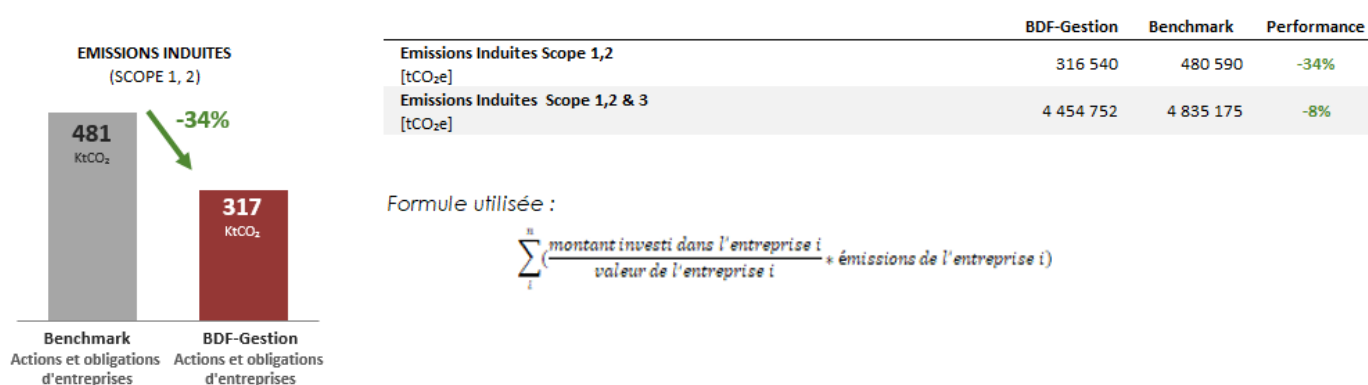 EMISSIONS INDUITES
(SCOPE 1, 2)
-34%
481
KtCO₂
317
KtCO₂
Benchmark
Actions et obligations
d'entreprises
BDF-Gestion
Actions et obligations
d'entreprises
BDF-Gestion Benchmark Performance
Emissions Induites Scope 1,2
[tCO₂e]
316 540 480 590 -34%
Emissions Induites Scope 1,2 & 3
[tCO₂e]
4 454 752 4 835 175 -8%
Formule utilisée :
n
∑
i
(montant investi dans l'entreprise i
valeur de l'entreprise i
* émissions de l'entreprise i)